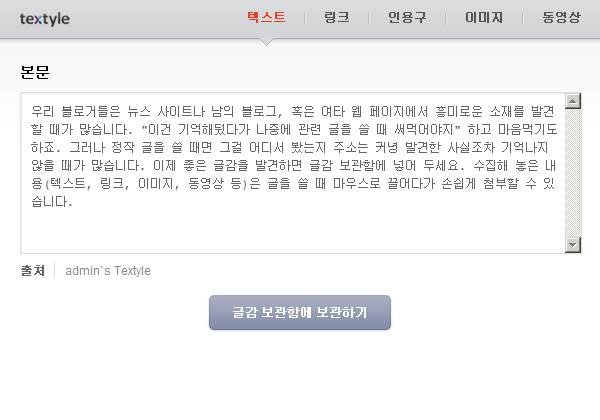 textyle
텍스트 링크 인용구 이미지 동영상
본문
우리 블로거들은 뉴스 사이트나 남의 블로그, 혹은 여타 웹 페이지에서 흥미로운 소재를 발견
할 때가 많습니다. "이건 기억해뒀다가 나중에 관련 글을 쓸 때 써먹어야지" 하고 마음먹기도
하죠. 그러나 정작 글을 쓸 때면 그걸 어디서 봤는지 주소는 커녕 발견한 사실조차 기억나지
않을 때가 많습니다. 이제 좋은 글감을 발견하면 글감 보관함에 넣어 두세요. 수집해 놓은 내
용(텍스트, 링크, 이미지, 동영상 등)은 글을 쓸 때 마우스로 끌어다가 손쉽게 첨부할 수 있
습니다.
출처 admin`s Textyle
글감 보관함에 보관하기